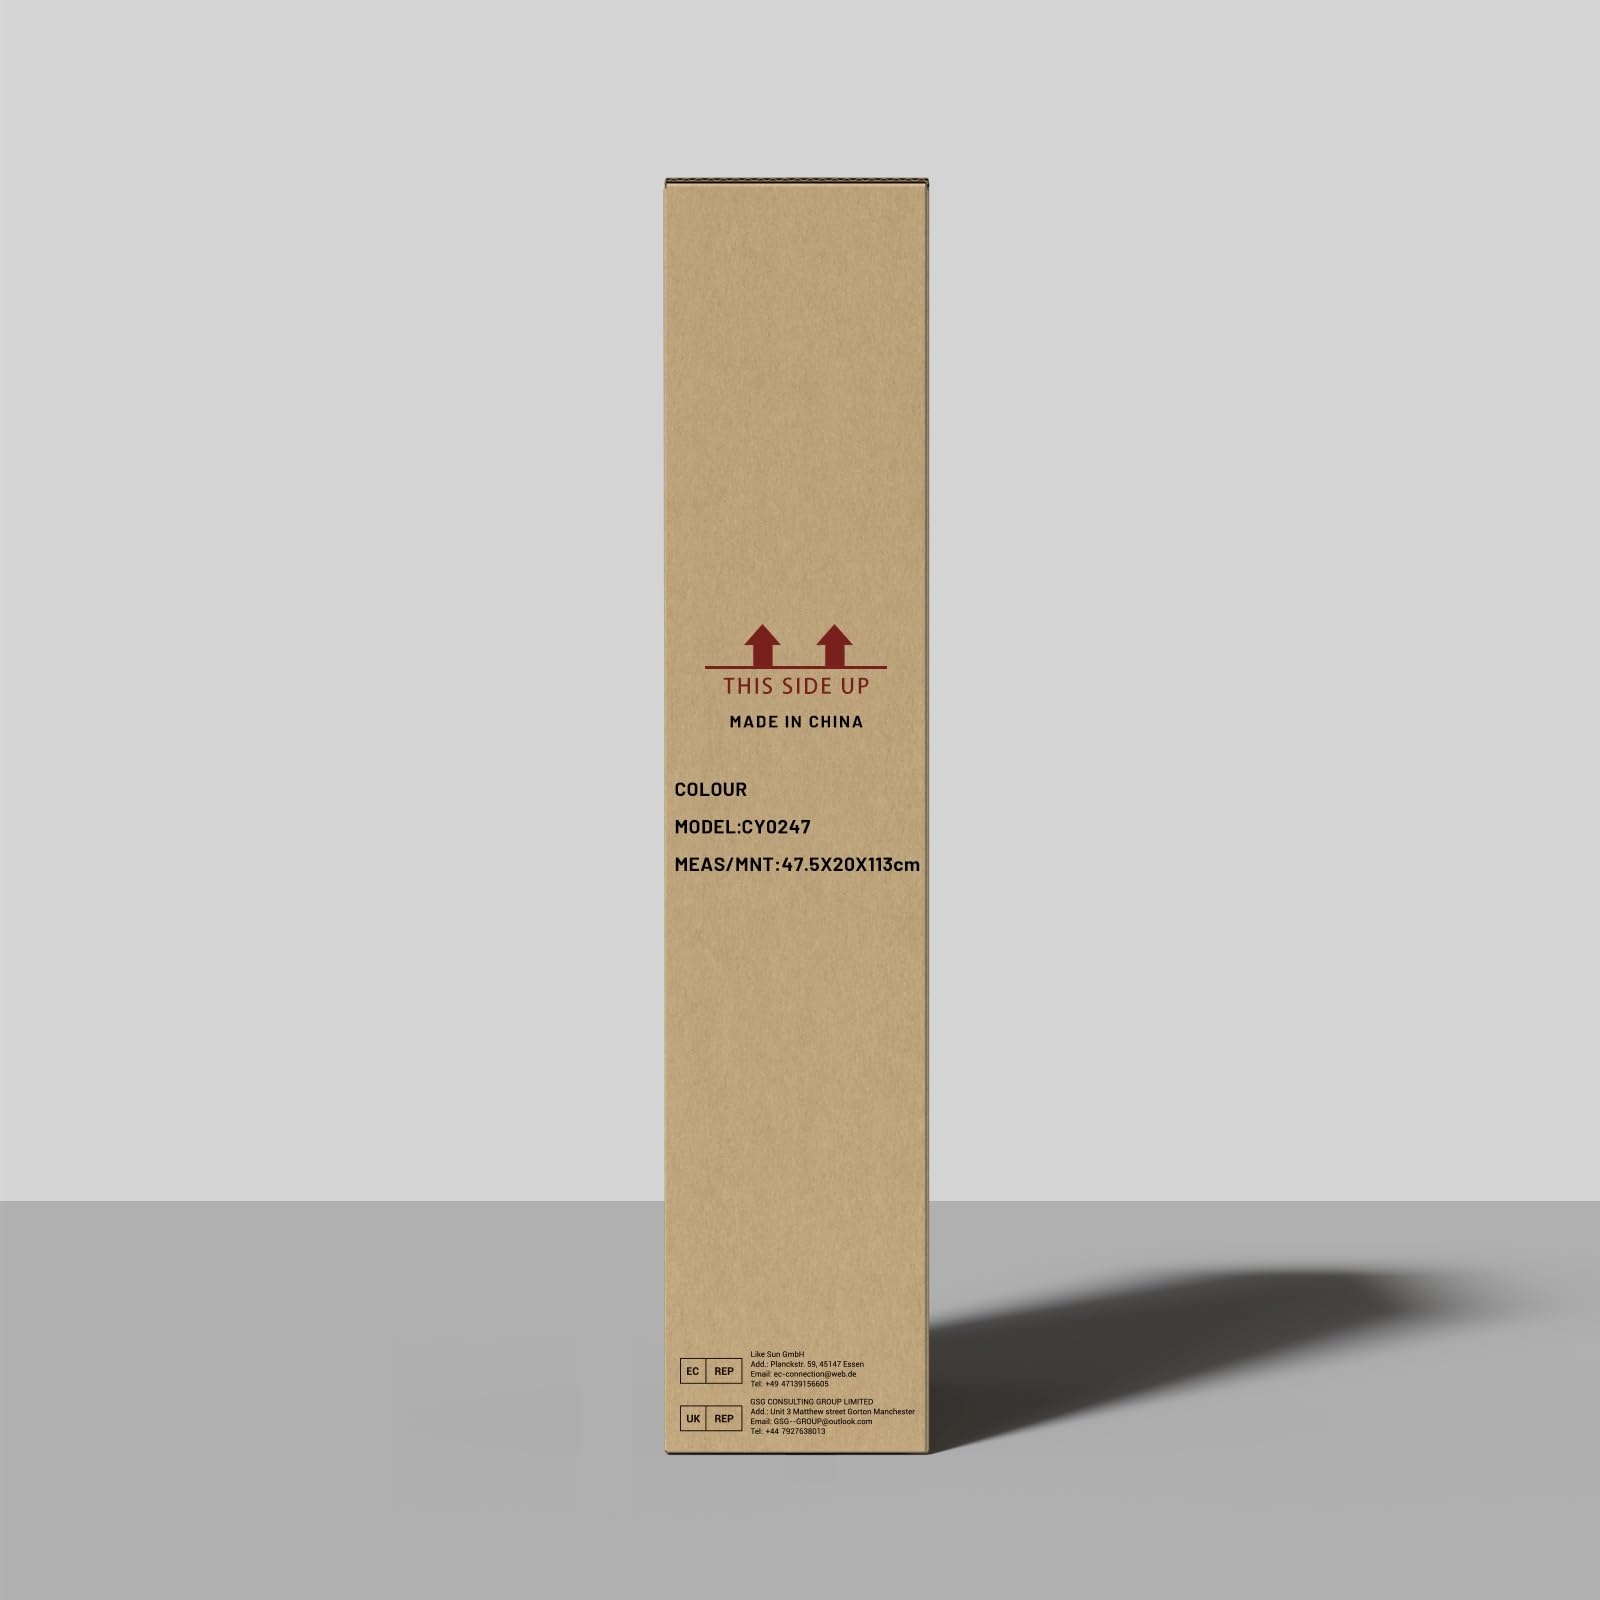 THIS SIDE UP
MADE IN CHINA
COLOUR
MODEL:CY0247
MEAS/MNT:47.5X20X113cm
EC REP
Like Sun GmbH
Add.: Planckstr. 59, 45147 Essen
Email: ec-connection@web.de
Tel: +49 47139156605
UK REP
GSG CONSULTING GROUP LIMITED
Add.: Unit 3 Matthew street Gorton Manchester
Email: GSG--GROUP@outlook.com
Tel: +44 7927638013